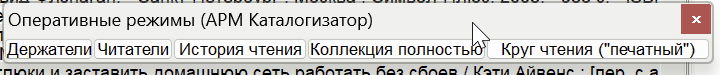 Оперативные режимы (АРМ Каталогизатор)
Держатели Читатели История чтения Коллекция полностью Круг чтения ("печатный")
глюки и заставить домашнюю сеть работать без сбоев / Кэти Айвенс ; [пер. с а